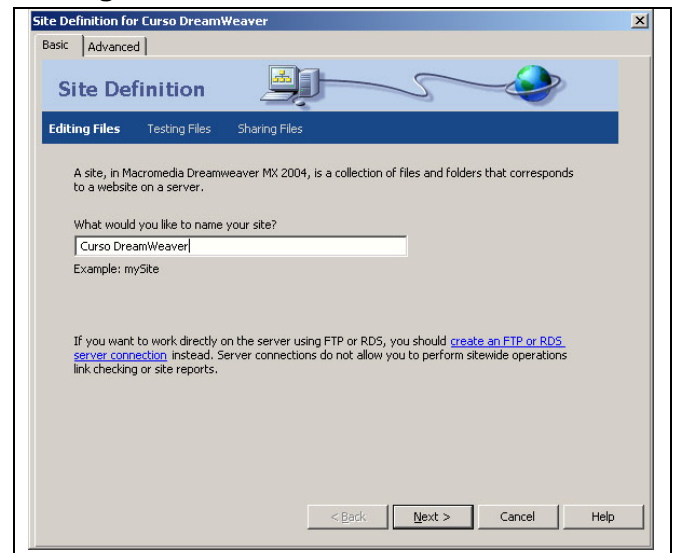 Site Definition for Curso DreamWeaver
Basic Advanced
Site Definition
Editing Files Testing Files Sharing Files
A site, in Macromedia Dreamweaver MX 2004, is a collection of files and folders that corresponds
to a website on a server.
What would you like to name your site?
Curso DreamWeaver
Example: mySite
If you want to work directly on the server using FTP or RDS, you should create an FTP or RDS
server connection instead. Server connections do not allow you to perform sitewide operations
link checking or site reports.
< Back Next > Cancel Help